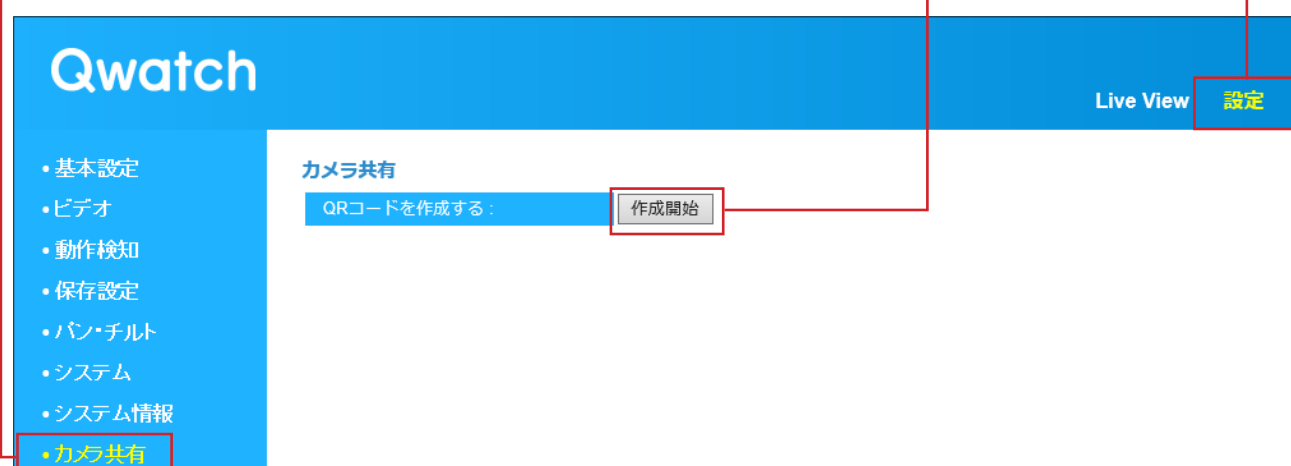 Qwatch
Live View 設定
・基本設定
・ビデオ
・動作検知
・保存設定
・パン・チルト
・システム
・システム情報
・カメラ共有
カメラ共有
QRコードを作成する : 作成開始